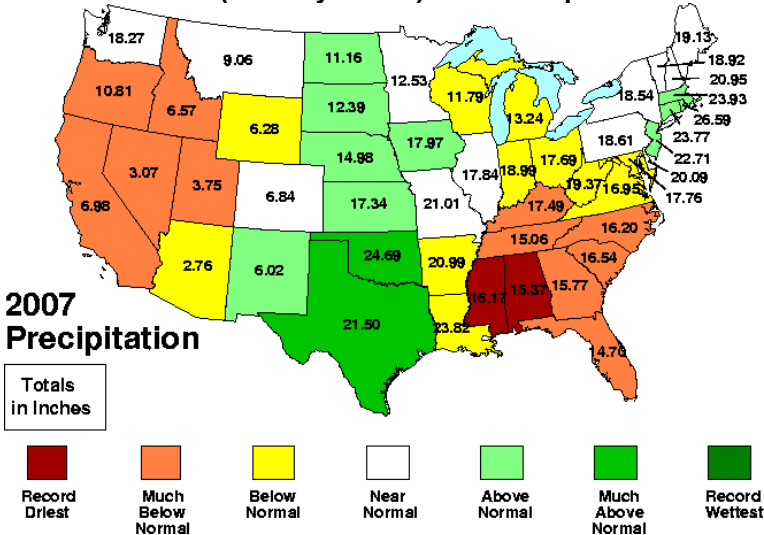 18.27
9.06
11.16
12.53
19.13
18.92
20.95
23.93
26.59
23.77
22.71
20.09
17.76
10.81
6.57
6.28
12.39
11.79
13.24
18.54
18.61
3.07
3.75
6.84
14.98
17.97
17.84
18.99
17.69
19.37
16.95
6.98
17.34
21.01
17.49
16.20
15.06
16.54
2.76
6.02
24.69
20.99
16.17
15.37
15.77
21.50
23.82
14.70
2007
Precipitation
Totals
in Inches
Record
Driest
Much
Below
Normal
Below
Normal
Near
Normal
Above
Normal
Much
Above
Normal
Record
Wettest